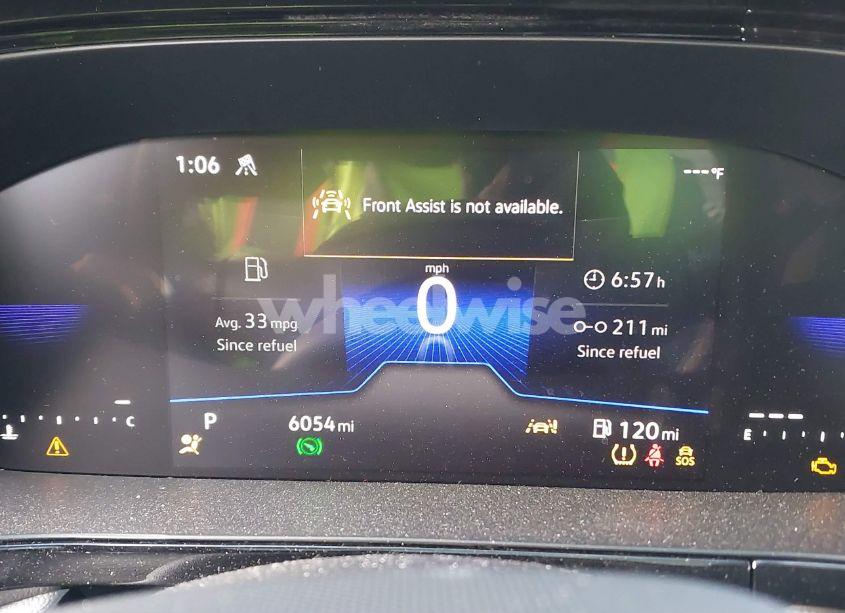 1:06
---°F
Front Assist is not available.
mph
0
6:57 h
wheelwise
Avg. 33 mpg
Since refuel
211 mi
Since refuel
C
P
6054 mi
120 mi
E
SOS